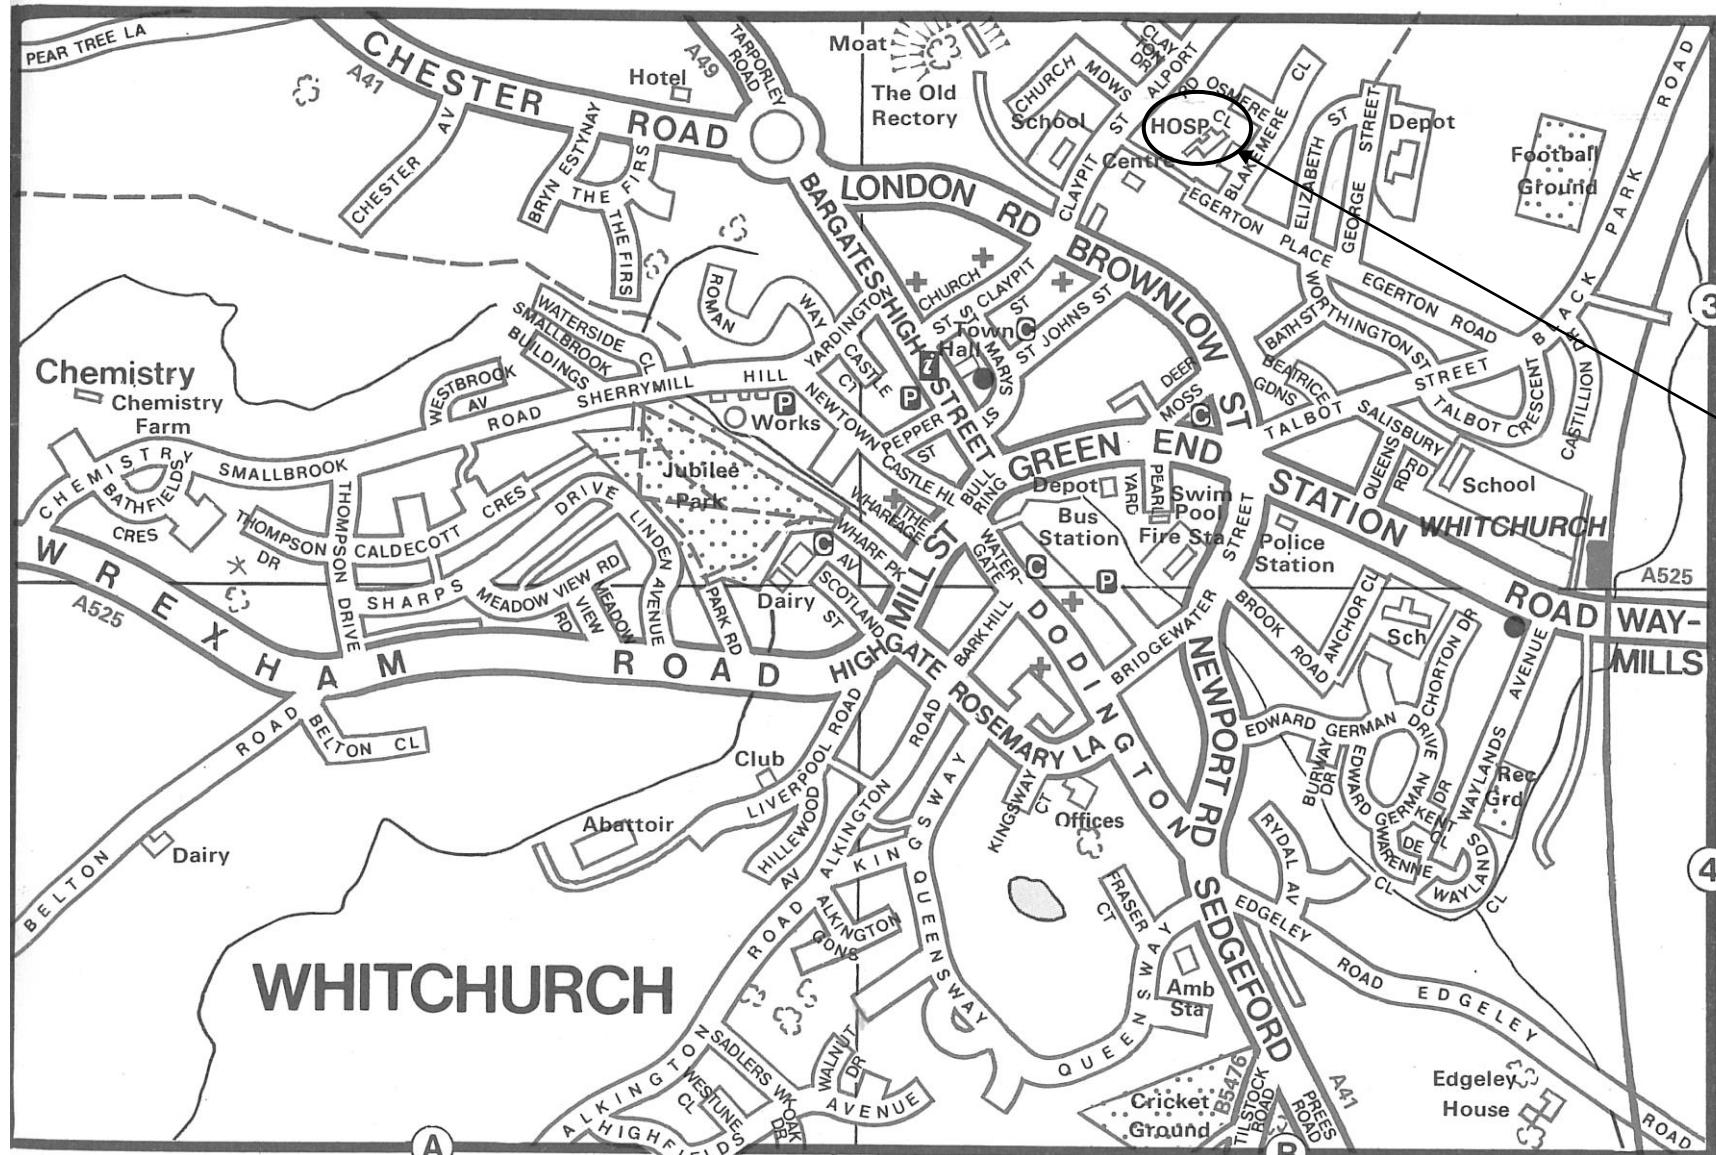 PEAR TREE LA
CHESTER ROAD
A41
A49
TARPORLEY ROAD
Hotel
Moat
The Old
Rectory
CHURCH MDWS
CLAYTON DR
ALPORT RD
OSMERE CL
BLAKEMERE CL
School
HOSP
Centre
CLAYPIT ST
ELIZABETH ST
GEORGE STREET
Depot
Football
Ground
BLACK PARK ROAD
CHESTER AV
BRYN ESTYNAY
THE FIRS
THE FIRS
BARGATES
LONDON RD
BROWNLOW ST
EGERTON PLACE
EGERTON ROAD
WORTHINGTON ST
BATH ST
BEATRICE
GDNS
TALBOT STREET
TALBOT CRESCENT
CASTILLION DR
3
ROMAN WAY
YARDINGTON
HIGH STREET
CHURCH ST
CLAYPIT ST
ST MARYS ST
ST JOHNS ST
Town
Hall
C
i
P
P
CASTLE CT
NEWTOWN
PEPPER ST
CASTLE HL
BULL RING
GREEN END
DEER MOSS
C
WATERSIDE CL
SMALLBROOK
BUILDINGS
WESTBROOK
AV
SMALLBROOK ROAD
SHERRYMILL HILL
Works
Jubilee
Park
Chemistry
Chemistry
Farm
CHEMISTRY
BATHFIELDS
CRES
THOMPSON
DR
THOMPSON DRIVE
CALDECOTT CRES
SHARPS DRIVE
LINDEN AVENUE
MEADOW VIEW RD
MEADOW VIEW
RD
PARK RD
WHARFAGE
THE
WHARF PK
AV
SCOTLAND ST
C
Dairy
MILL ST
HIGHGATE
WATERGATE
Depot
PEARL YARD
Swim
Pool
Bus
Station
Fire Sta
C
P
Police
Station
STATION ROAD
QUEENS RD
SALISBURY RD
School
WHITCHURCH
A525
WAY-
MILLS
WREXHAM ROAD
A525
BARK HILL
DODINGTON
BRIDGEWATER STREET
BROOK ROAD
ANCHOR CL
Sch
CHORTON DR
WAYLANDS AVENUE
NEWPORT RD
EDWARD GERMAN DRIVE
EDWARD GERMAN DR
BURWAY DR
KENT CL
DE WARENNE CL
WAYLANDS CL
Rec
Grd
ROSEMARY LA
KINGSWAY CT
KINGSWAY
Offices
BELTON ROAD
BELTON CL
Dairy
Club
LIVERPOOL ROAD
Abattoir
HILLEWOOD AV
ALKINGTON ROAD
ALKINGTON
GDNS
QUEENSWAY
QUEENSWAY
FRASER CT
RYDAL AV
SEDGEFORD
EDGELEY ROAD
EDGELEY ROAD
4
WHITCHURCH
Amb
Sta
ALKINGTON
SADLERS WK
WESTUNE
CL
OAK DR
WALNUT DR
AVENUE
HIGHFIELDS
Cricket
Ground
B5476
TILSTOCK ROAD
PREES ROAD
A41
Edgeley
House
A
B